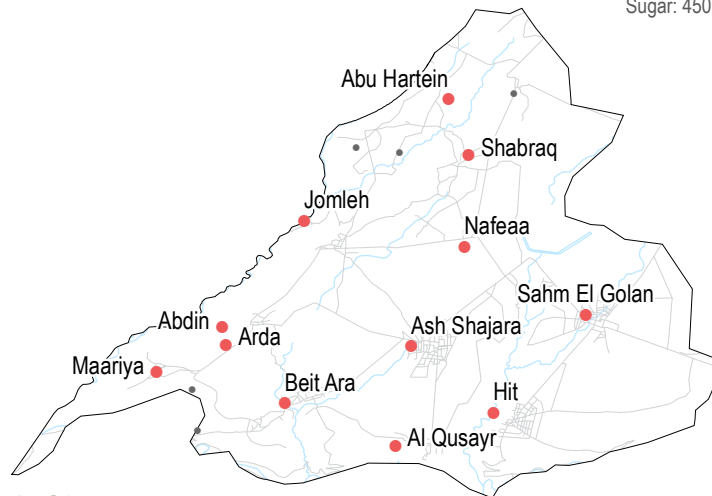 Sugar: 450
Abu Hartein
Shabraq
Jomleh
Nafeaa
Sahm El Golan
Abdin
Arda
Ash Shajara
Maariya
Beit Ara
Hit
Al Qusayr